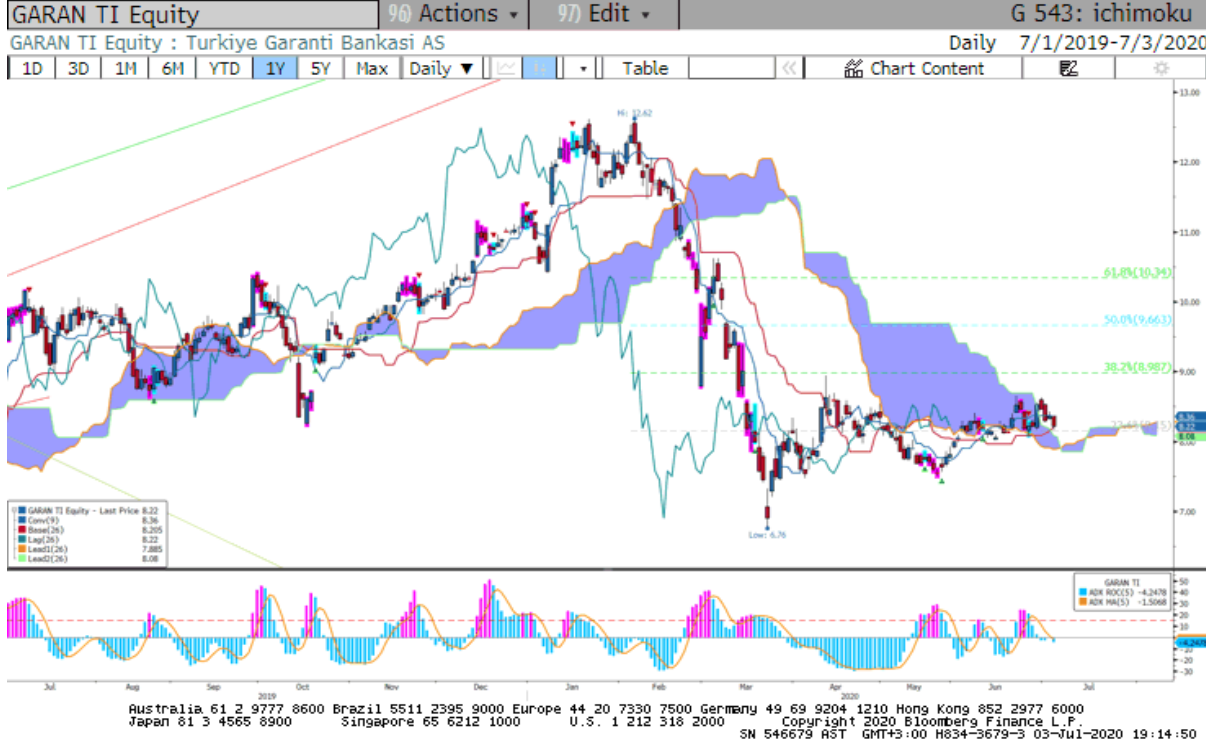 GARAN TI Equity 96) Actions 97) Edit G 543: ichimoku
GARAN TI Equity : Turkiye Garanti Bankasi AS Daily 7/1/2019-7/3/2020
1D 3D 1M 6M YTD 1Y 5Y Max Daily ▼ Table « Chart Content
13.00
Hi: 12.62
12.00
11.00
61.8%(10.34)
10.00
50.0%(9.663)
38.2%(8.987)
9.00
8.36
8.22
8.08
8.00
7.00
Low: 6.76
GARAN TI Equity - Last Price 8.22
Conv(9) 8.36
Base(26) 8.205
Lag(26) 8.22
Lead1(26) 7.885
Lead2(26) 8.08
GARAN TI
ADX ROC(5) -4.2478
ADX MA(5) -1.5068
50
40
30
20
10
0
-4.2478
-20
-30
Jul Aug Sep Oct Nov Dec Jan Feb Mar Apr May Jun Jul
2019 2020
Australia 61 2 9777 8600 Brazil 5511 2395 9000 Europe 44 20 7330 7500 Germany 49 69 9204 1210 Hong Kong 852 2977 6000
Japan 81 3 4565 8900 Singapore 65 6212 1000 U.S. 1 212 318 2000 Copyright 2020 Bloomberg Finance L.P.
SN 546679 AST GMT+3:00 H834-3679-3 03-Jul-2020 19:14:50